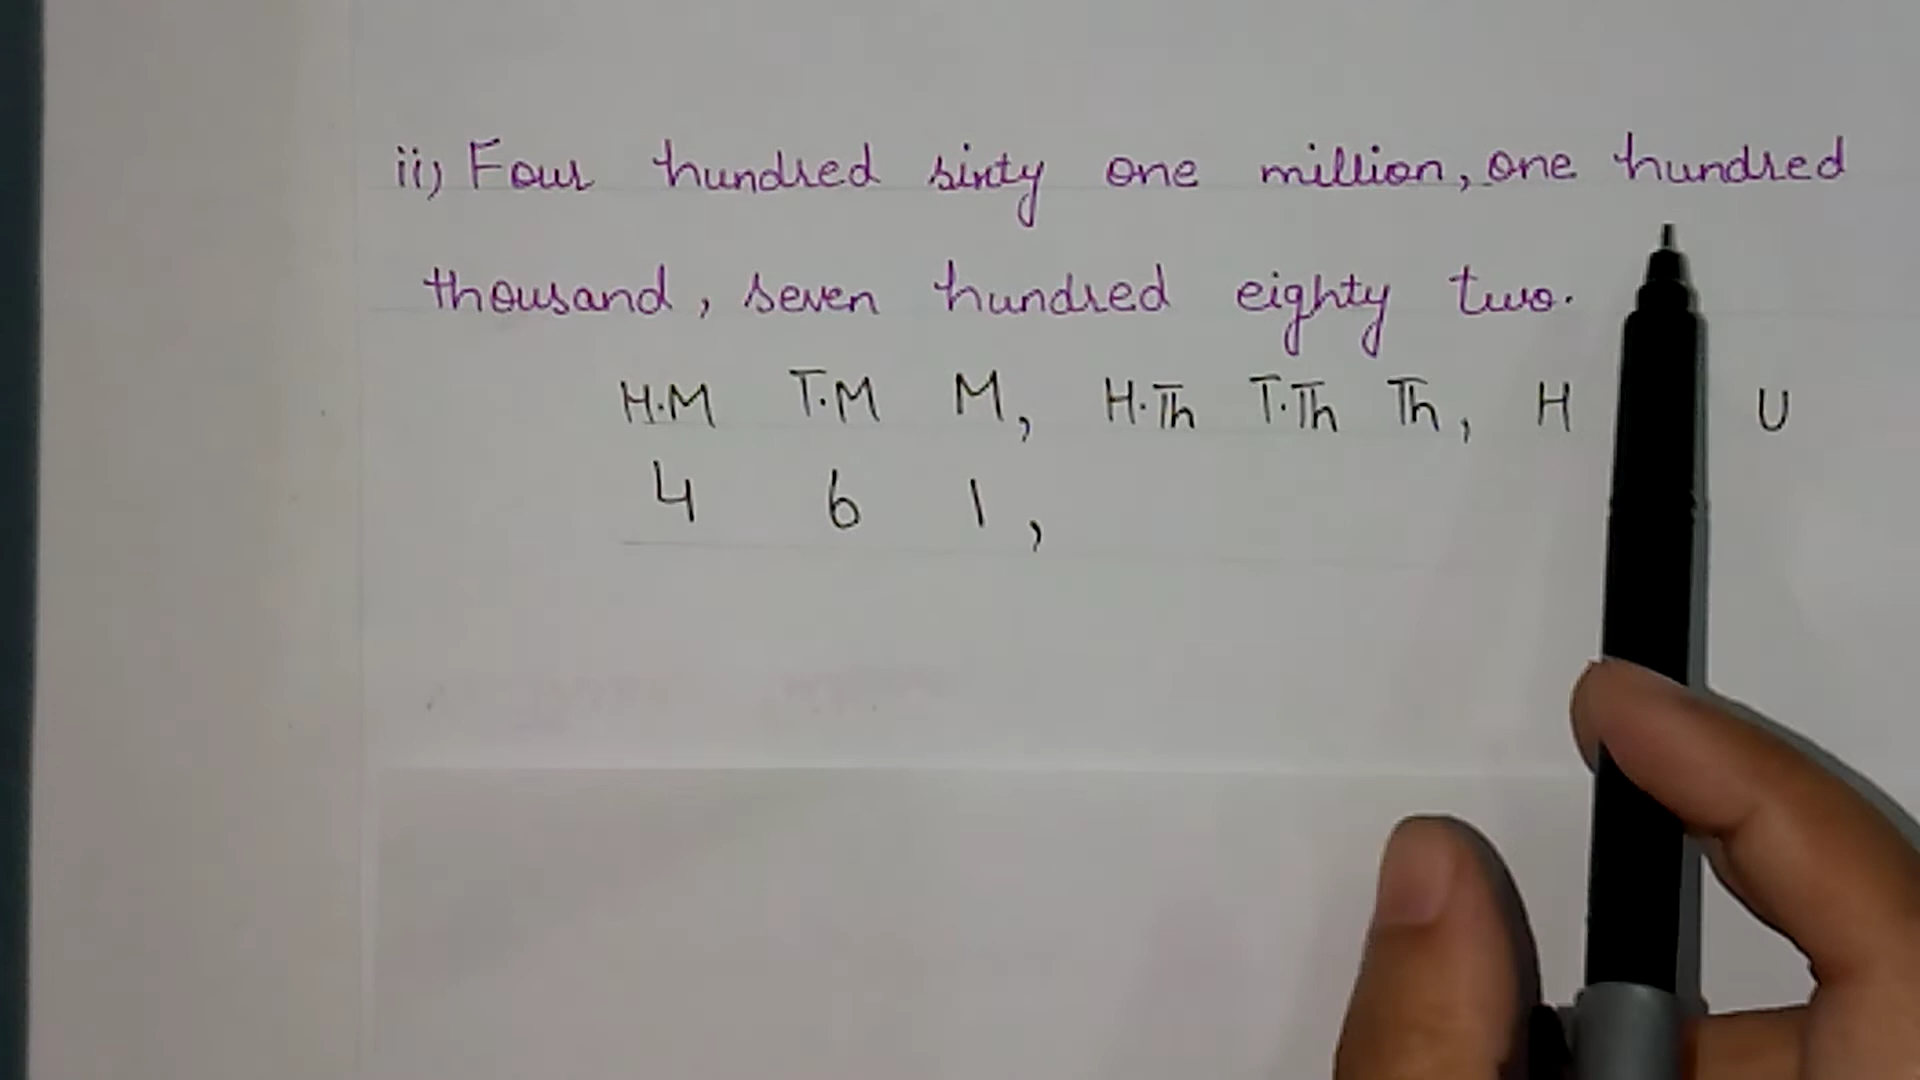 ii) Four hundred sixty one million, one hundred
thousand, seven hundred eighty two.
H.M T.M M, H.Th T.Th Th, H U
4 6 1,